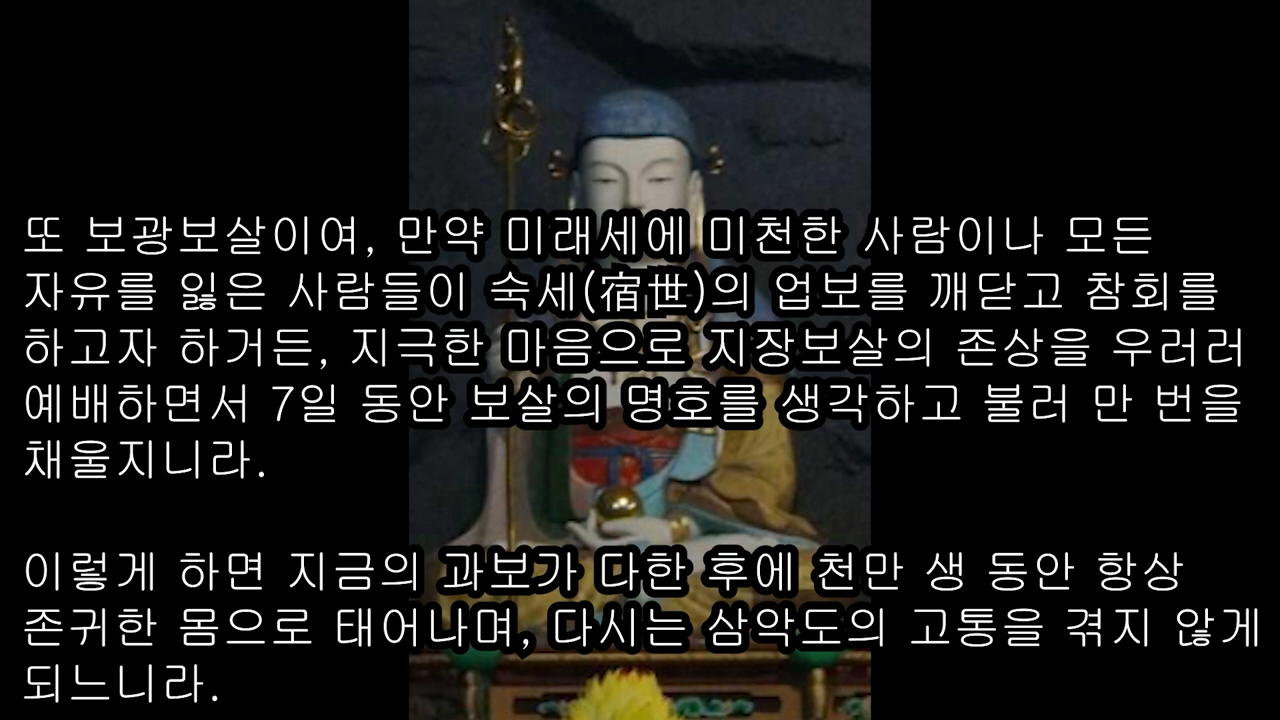 또 보광보살이여, 만약 미래세에 미천한 사람이나 모든
자유를 잃은 사람들이 숙세(宿世)의 업보를 깨닫고 참회를
하고자 하거든, 지극한 마음으로 지장보살의 존상을 우러러
예배하면서 7일 동안 보살의 명호를 생각하고 불러 만 번을
채울지니라.
이렇게 하면 지금의 과보가 다한 후에 천만 생 동안 항상
존귀한 몸으로 태어나며, 다시는 삼악도의 고통을 겪지 않게
되느니라.